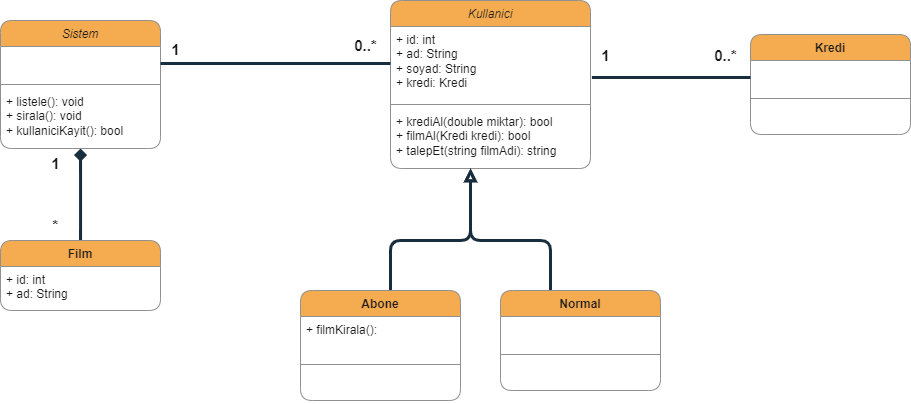 Sistem
+ listele(): void
+ sirala(): void
+ kullaniciKayit(): bool
1
0..*
Kullanici
+ id: int
+ ad: String
+ soyad: String
+ kredi: Kredi
+ krediAl(double miktar): bool
+ filmAl(Kredi kredi): bool
+ talepEt(string filmAdi): string
1
0..*
Kredi
1
*
Film
+ id: int
+ ad: String
Abone
+ filmKirala():
Normal